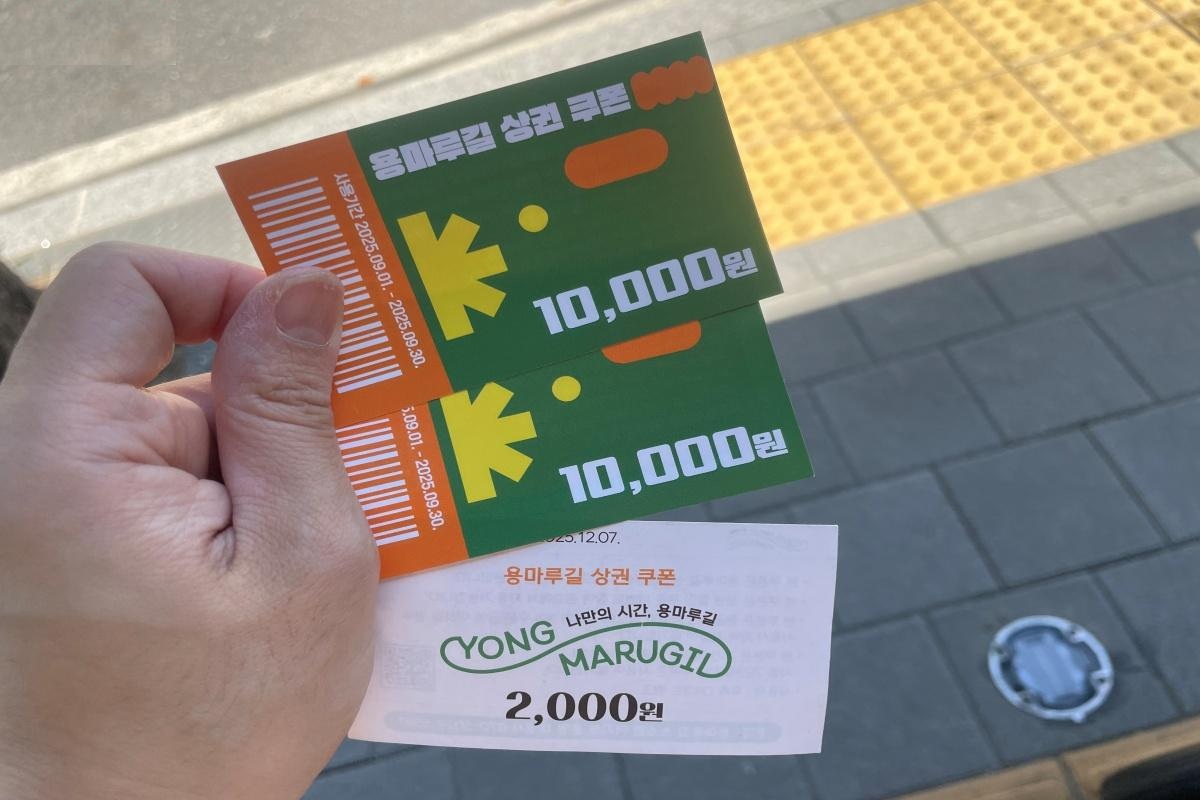 용마루길 상권 쿠폰
사용기간 2025.09.01. - 2025.09.30.
10,000원
.09.01. - 2025.09.30.
10,000원
25.12.07.
용마루길 상권 쿠폰
나만의 시간, 용마루길
YONG
MARUGIL
2,000원